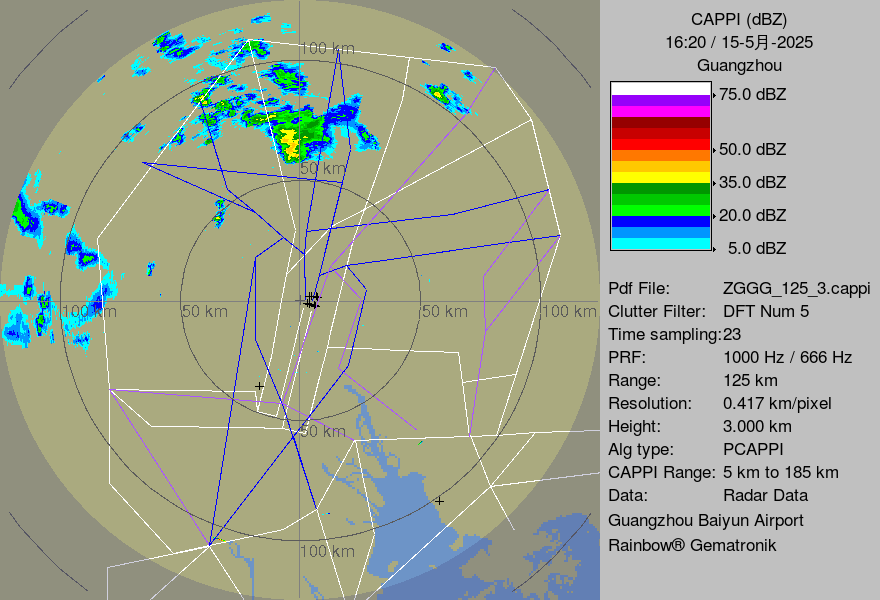 CAPPI (dBZ)
16:20 / 15-5月-2025
Guangzhou
75.0 dBZ
50.0 dBZ
35.0 dBZ
20.0 dBZ
5.0 dBZ
100 km
50 km
100 km
50 km
50 km
100 km
50 km
100 km
Pdf File: ZGGG_125_3.cappi
Clutter Filter: DFT Num 5
Time sampling:23
PRF: 1000 Hz / 666 Hz
Range: 125 km
Resolution: 0.417 km/pixel
Height: 3.000 km
Alg type: PCAPPI
CAPPI Range: 5 km to 185 km
Data: Radar Data
Guangzhou Baiyun Airport
Rainbow® Gematronik